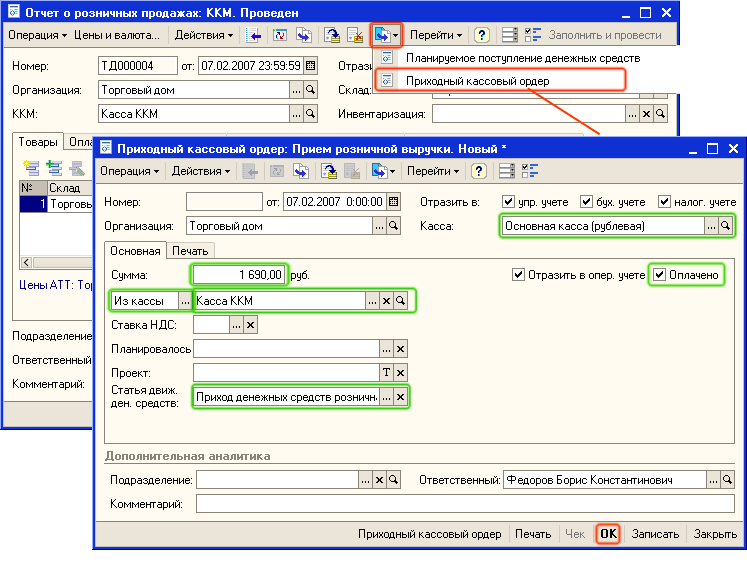 Отчет о розничных продажах: ККМ. Проведен
Операция Цены и валюта... Действия Перейти ? Заполнить и провести
Планируемое поступление денежных средств
Приходный кассовый ордер
Номер: ТД000004 от: 07.02.2007 23:59:59
Организация: Торговый дом ... Склад:
ККМ: Касса ККМ ... Инвентаризация: ... ×
Товары
№ Склад
1
Цены АТТ:
Подразделение
Ответственный:
Комментарий:
Приходный кассовый ордер: Прием розничной выручки. Новый *
Операция Действия Перейти ?
Номер: от: 07.02.2007 0:00:00 Отразить в: упр. учете бух. учете налог. учете
Организация: Торговый дом ... Касса: Основная касса (рублевая) ...
Основная Печать
Сумма: 1 690,00 руб. Отразить в опер. учете Оплачено
Из кассы ... Касса ККМ ... ×
Ставка НДС: ... ×
Планировалось ... ×
Проект: T ×
Статья движ.
ден. средств: Приход денежных средств ... ×
Дополнительная аналитика
Подразделение: ... × Ответственный: Федоров Борис Константинович ...
Комментарий:
Приходный кассовый ордер Печать Чек OK Записать Закрыть